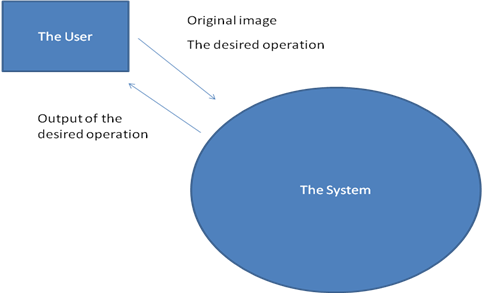 The User
Original image
The desired operation
Output of the
desired operation
The System